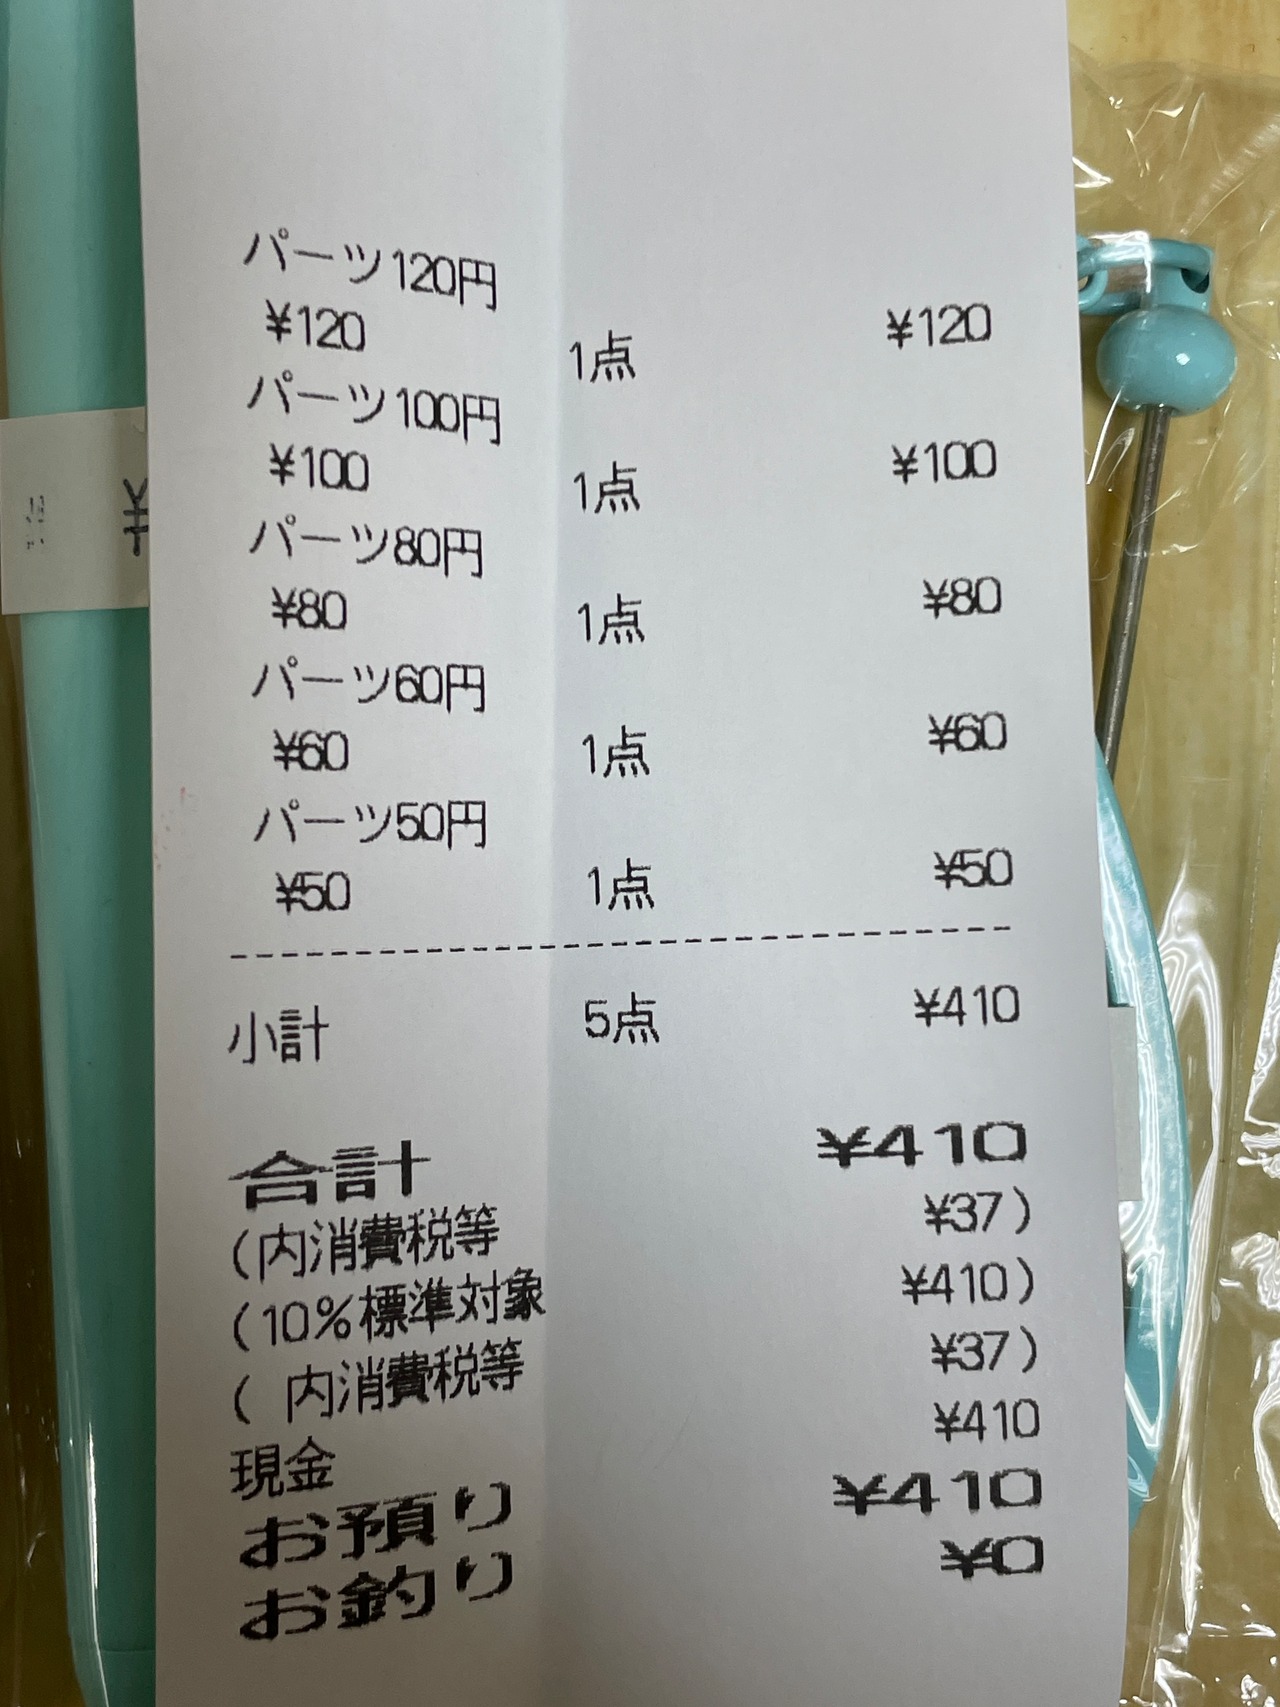 パーツ120円
¥120 1点 ¥120
パーツ100円
¥100 1点 ¥100
パーツ80円
¥80 1点 ¥80
パーツ60円
¥60 1点 ¥60
パーツ50円
¥50 1点 ¥50
小計 5点 ¥410
合計 ¥410
(内消費税等 ¥37)
(10%標準対象 ¥410)
( 内消費税等 ¥37)
現金 ¥410
お預り ¥410
お釣り ¥0
¥